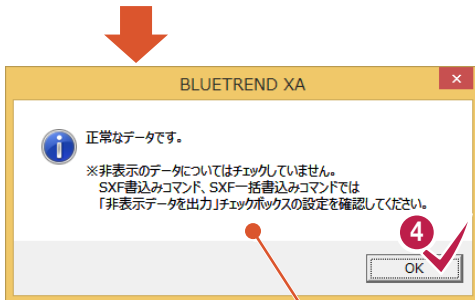 BLUETREND XA
正常なデータです。
※非表示のデータについてはチェックしていません。
SXF書込みコマンド、SXF一括書込みコマンドでは
「非表示データを出力」チェックボックスの設定を確認してください。
4
OK